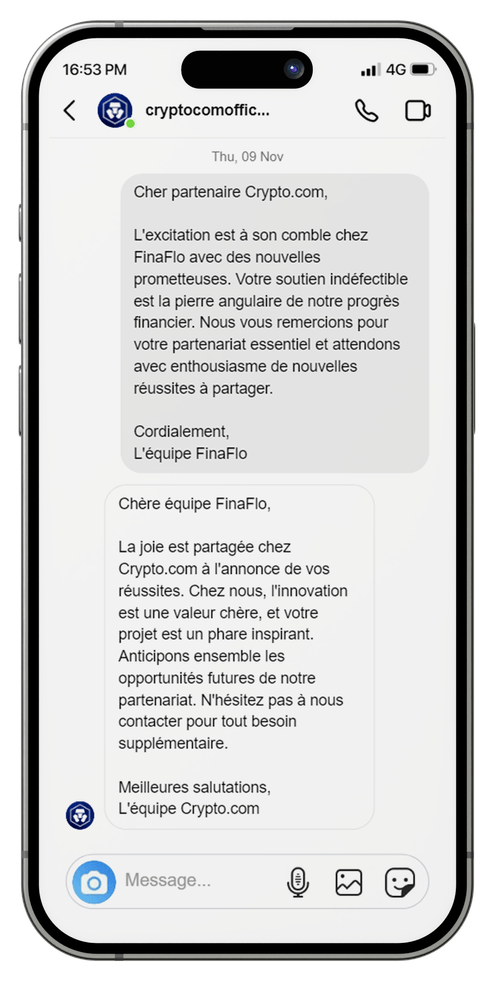 16:53 PM
4G
cryptocomoffic...
Thu, 09 Nov
Cher partenaire Crypto.com,
L'excitation est à son comble chez
FinaFlo avec des nouvelles
prometteuses. Votre soutien indéfectible
est la pierre angulaire de notre progrès
financier. Nous vous remercions pour
votre partenariat essentiel et attendons
avec enthousiasme de nouvelles
réussites à partager.
Cordialement,
L'équipe FinaFlo
Chère équipe FinaFlo,
La joie est partagée chez
Crypto.com à l'annonce de vos
réussites. Chez nous, l'innovation
est une valeur chère, et votre
projet est un phare inspirant.
Anticipons ensemble les
opportunités futures de notre
partenariat. N'hésitez pas à nous
contacter pour tout besoin
supplémentaire.
Meilleures salutations,
L'équipe Crypto.com
Message...